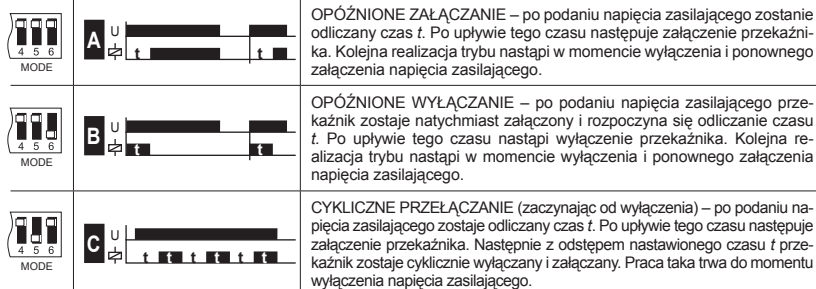 4 5 6
MODE
A
U
t
t
OPÓŹNIONE ZAŁĄCZANIE – po podaniu napięcia zasilającego zostanie
odliczany czas t. Po upływie tego czasu następuje załączenie przekaźni-
ka. Kolejna realizacja trybu nastąpi w momencie wyłączenia i ponownego
załączenia napięcia zasilającego.
4 5 6
MODE
B
U
t
t
OPÓŹNIONE WYŁĄCZANIE – po podaniu napięcia zasilającego prze-
kaźnik zostaje natychmiast załączony i rozpoczyna się odliczanie czasu
t. Po upływie tego czasu nastąpi wyłączenie przekaźnika. Kolejna re-
alizacja trybu nastąpi w momencie wyłączenia i ponownego załączenia
napięcia zasilającego.
4 5 6
MODE
C
U
t t t t t t
CYKLICZNE PRZEŁĄCZANIE (zaczynając od wyłączenia) – po podaniu na-
pięcia zasilającego zostaje odliczany czas t. Po upływie tego czasu następuje
załączenie przekaźnika. Następnie z odstępem nastawionego czasu t prze-
kaźnik zostaje cyklicznie wyłączany i załączany. Praca taka trwa do momentu
wyłączenia napięcia zasilającego.